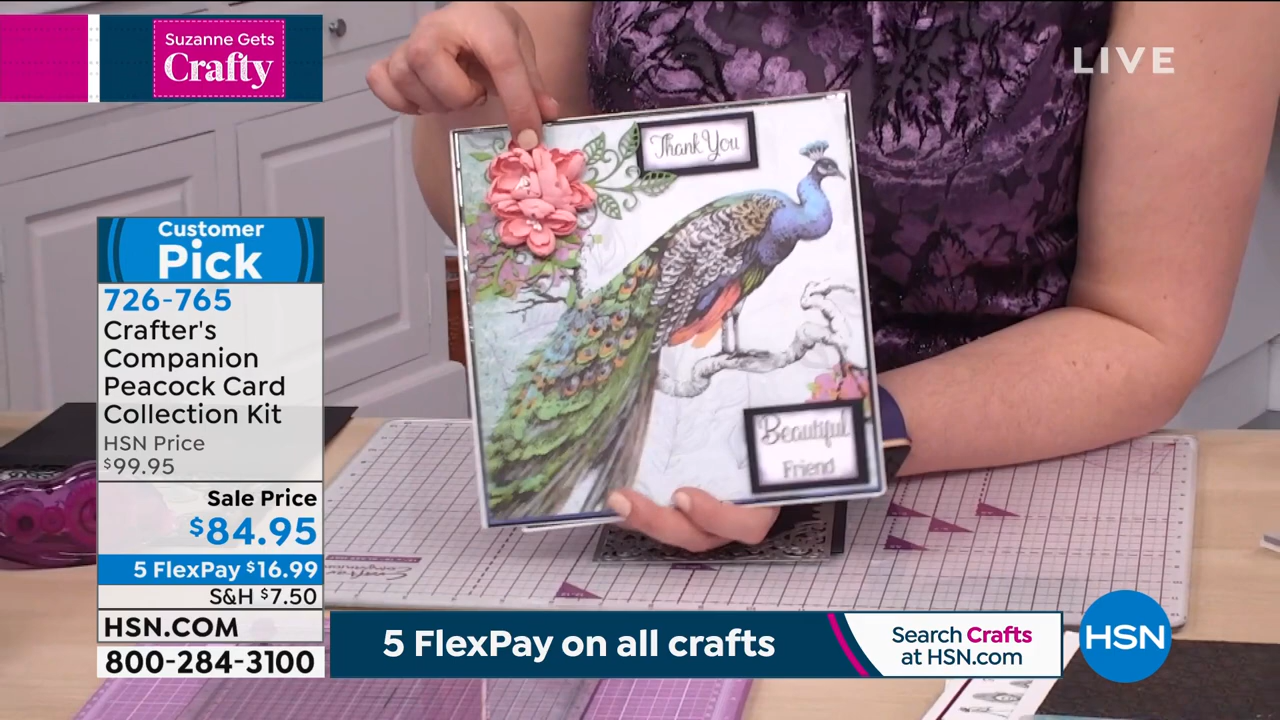 Suzanne Gets
Crafty
LIVE
Thank You
Beautiful
Friend
Customer
Pick
726-765
Crafter's
Companion
Peacock Card
Collection Kit
HSN Price
$99.95
Sale Price
$84.95
5 FlexPay $16.99
S&H $7.50
HSN.COM
800-284-3100
5 FlexPay on all crafts
Search Crafts
at HSN.com
HSN